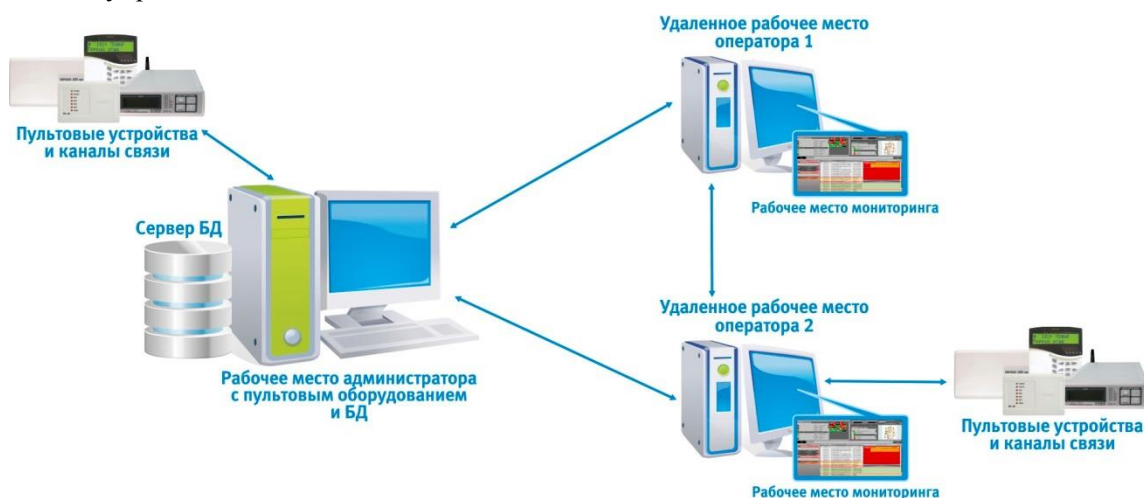 Удаленное рабочее место
оператора 1
Пультовые устройства
и каналы связи
Рабочее место мониторинга
Сервер БД
Рабочее место администратора
с пультовым оборудованием
и БД
Удаленное рабочее место
оператора 2
Пультовые устройства
и каналы связи
Рабочее место мониторинга